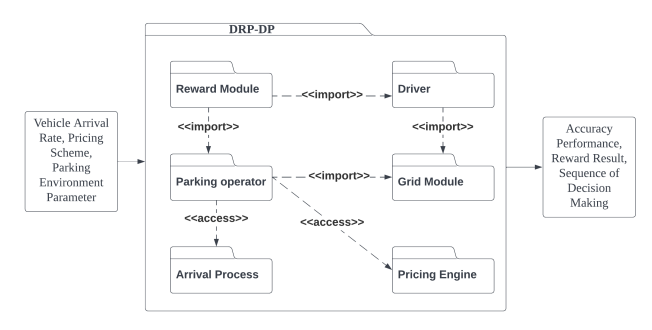 DRP-DP
Reward Module
<<import>>
Driver
<<import>>
<<import>>
Vehicle Arrival
Rate, Pricing
Scheme,
Parking
Environment
Parameter
Parking operator
<<import>>
Grid Module
Accuracy
Performance,
Reward Result,
Sequence of
Decision
Making
<<access>>
<<access>>
Arrival Process
Pricing Engine